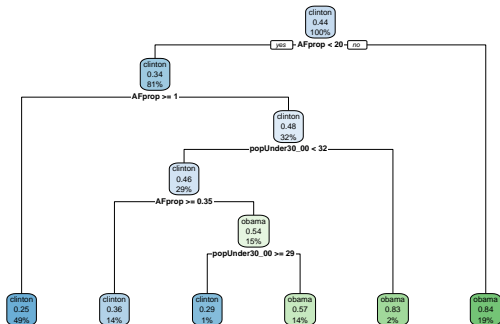 clinton
0.44
100%
yes AFprop < 20 no
clinton
0.34
81%
AFprop >= 1
clinton
0.48
32%
popUnder30_00 < 32
clinton
0.46
29%
AFprop >= 0.35
obama
0.54
15%
popUnder30_00 >= 29
clinton
0.25
49%
clinton
0.36
14%
clinton
0.29
1%
obama
0.57
14%
obama
0.83
2%
obama
0.84
19%